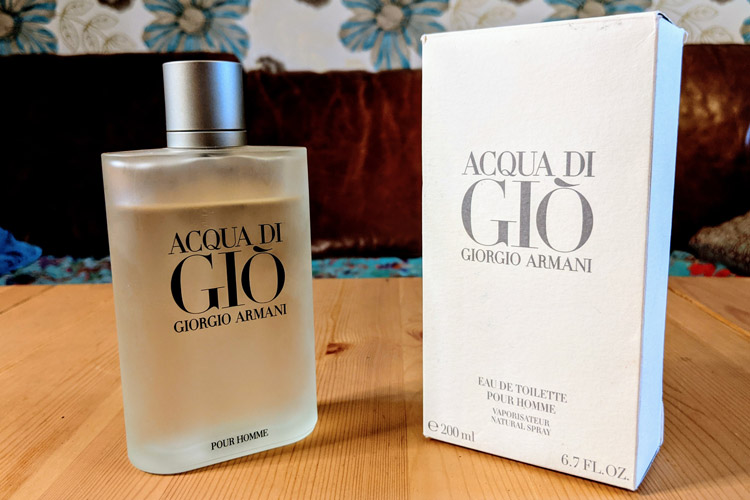 ACQUA DI
GIÒ
GIORGIO ARMANI
POUR HOMME
ACQUA DI
GIÒ
GIORGIO ARMANI
EAU DE TOILETTE
POUR HOMME
VAPORISATEUR
NATURAL SPRAY
℮ 200 ml
6.7 FL.OZ.